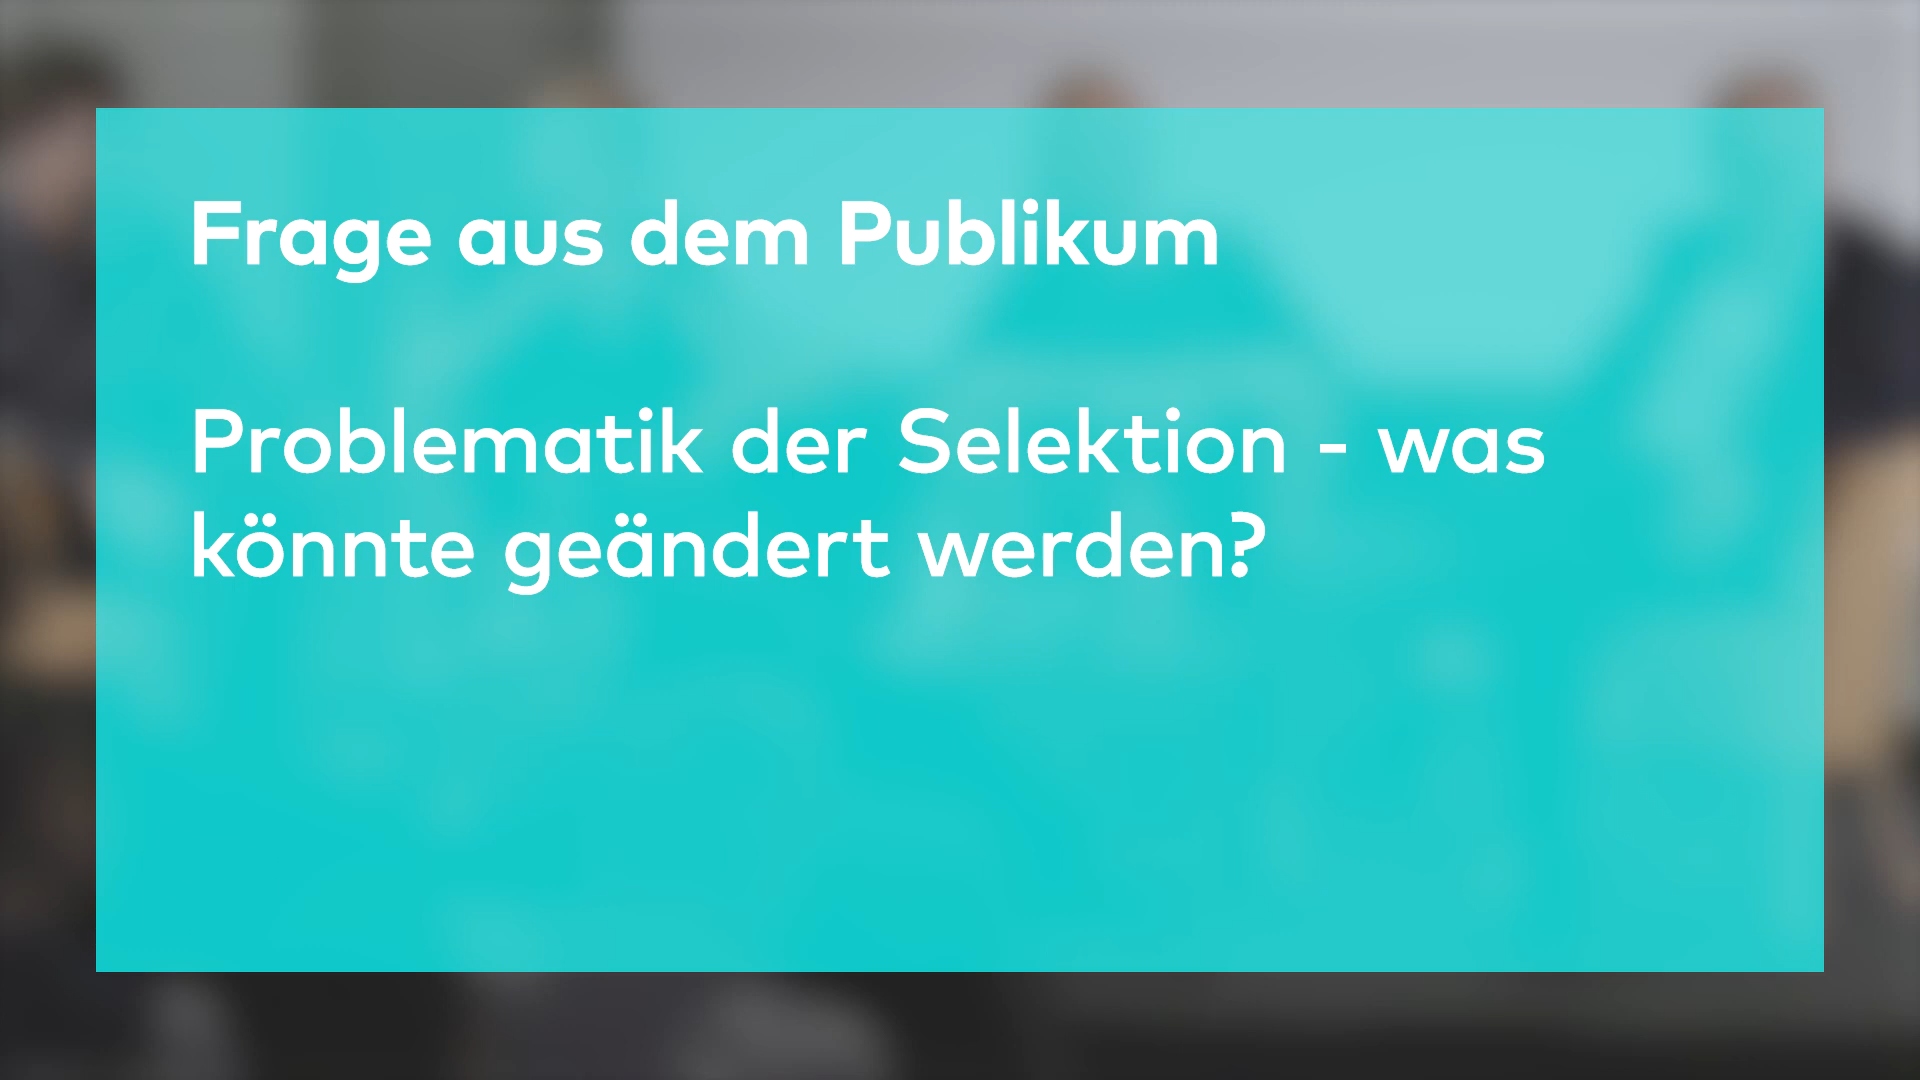 Frage aus dem Publikum
Problematik der Selektion - was
könnte geändert werden?